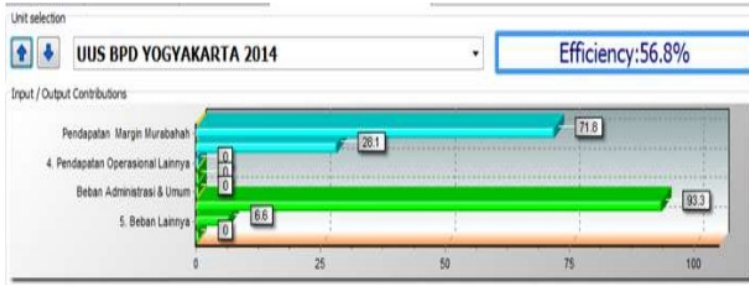 Unit selection
UUS BPD YOGYAKARTA 2014
Efficiency:56.8%
Input / Output Contributions
Pendapatan Margin Murabahah
71.8
28.1
4. Pendapatan Operasional Lainnya
0
0
0
Beban Administrasi & Umum
93.3
6.6
5. Beban Lainnya
0
0
25
50
75
100